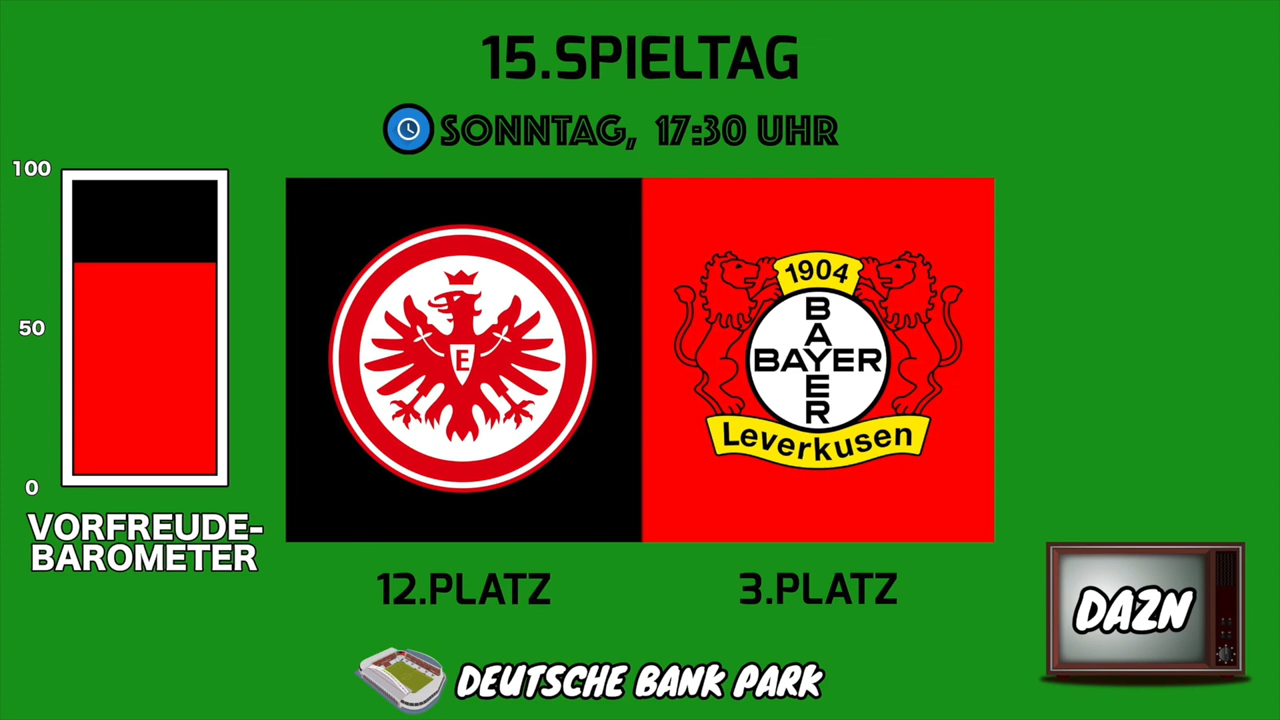 15.SPIELTAG
SONNTAG, 17:30 UHR
100
50
0
VORFREUDE-
BAROMETER
E
1904
BAYER
BAYER
Leverkusen
12.PLATZ
3.PLATZ
DAZN
DEUTSCHE BANK PARK